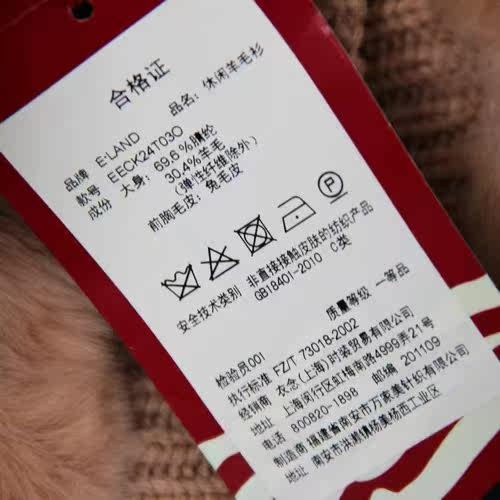 合格证
品名：休闲羊毛衫
品牌 E·LAND
款号 EECK24T03O
成份 大身：69.6%腈纶
30.4%羊毛
（弹性纤维除外）
前胸毛皮：兔毛皮
P
安全技术类别 非直接接触皮肤的纺织产品
GB18401-2010 C类
质量等级 一等品
检验员001
执行标准 FZ/T 73018-2002
经销商 衣念（上海）时装贸易有限公司
地址 上海闵行区虹梅南路4999弄21号
电话 800820-1898 邮编 201109
制造商 福建省南安市万家美针织有限公司
地址 南安市洪濑镇杨美杨西工业区